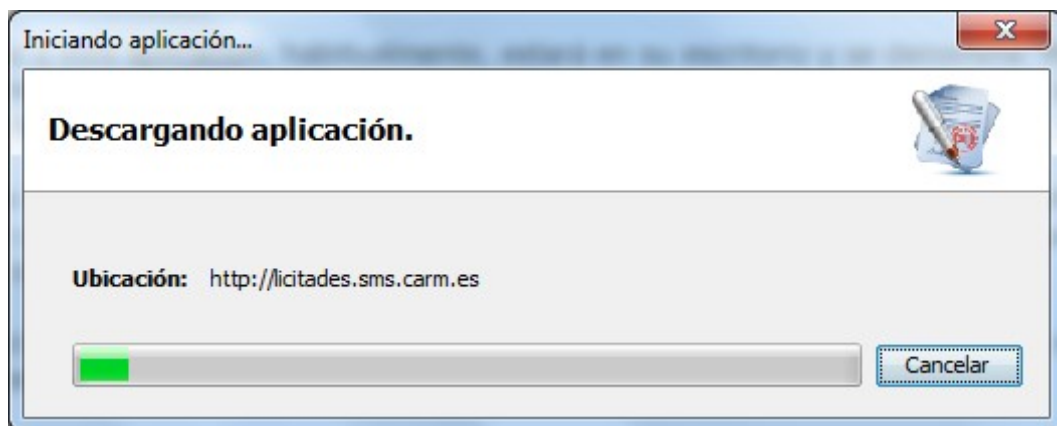 Iniciando aplicación...
Descargando aplicación.
Ubicación: http://licitades.sms.carm.es
Cancelar